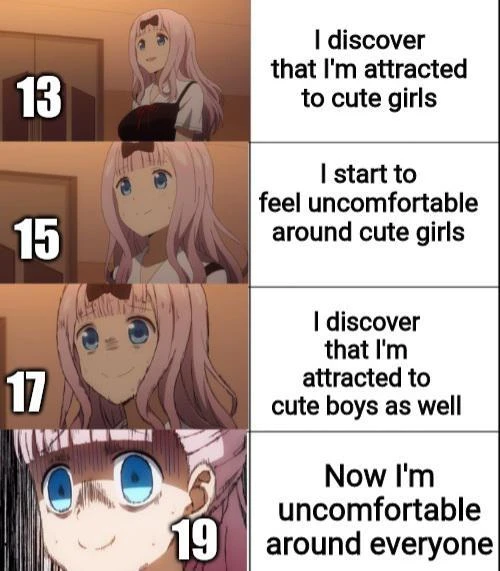 13
I discover
that I'm attracted
to cute girls
15
I start to
feel uncomfortable
around cute girls
17
I discover
that I'm
attracted to
cute boys as well
19
Now I'm
uncomfortable
around everyone